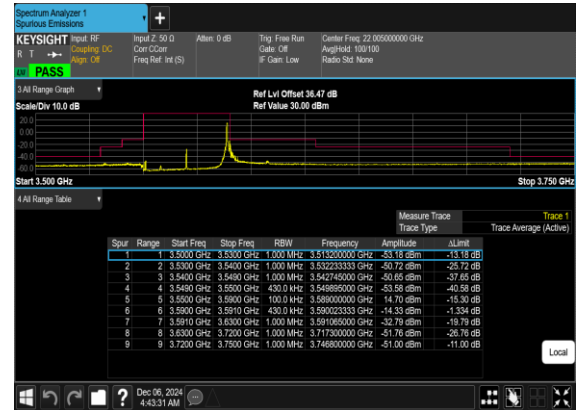 Spectrum Analyzer 1
Spurious Emissions
+
KEYSIGHT Input: RF Input Z: 50 Ω Atten: 0 dB Trig: Free Run Center Freq: 22.005000000 GHz
R T Coupling: DC Corr CCorr Gate: Off Avg|Hold: 100/100
Align: Off Freq Ref: Int (S) IF Gain: Low Radio Std: None
PASS
3 All Range Graph Ref Lvl Offset 36.47 dB
Scale/Div 10.0 dB Ref Value 30.00 dBm
20.0
0.00
-20.0
-40.0
-60.0
Start 3.500 GHz Stop 3.750 GHz
4 All Range Table
Measure Trace Trace 1
Trace Type Trace Average (Active)
Spur Range Start Freq Stop Freq RBW Frequency Amplitude ΔLimit
1 1 3.5000 GHz 3.5300 GHz 1.000 MHz 3.513200000 GHz -53.18 dBm -13.18 dB
2 2 3.5300 GHz 3.5400 GHz 1.000 MHz 3.532233333 GHz -50.72 dBm -25.72 dB
3 3 3.5400 GHz 3.5490 GHz 1.000 MHz 3.542745000 GHz -50.65 dBm -37.65 dB
4 4 3.5490 GHz 3.5500 GHz 430.0 kHz 3.549895000 GHz -53.58 dBm -40.58 dB
5 5 3.5500 GHz 3.5900 GHz 100.0 kHz 3.589000000 GHz 14.70 dBm -15.30 dB
6 6 3.5900 GHz 3.5910 GHz 430.0 kHz 3.590023333 GHz -14.33 dBm -1.334 dB
7 7 3.5910 GHz 3.6300 GHz 1.000 MHz 3.591065000 GHz -32.79 dBm -19.79 dB
8 8 3.6300 GHz 3.7200 GHz 1.000 MHz 3.717300000 GHz -51.76 dBm -26.76 dB
9 9 3.7200 GHz 3.7500 GHz 1.000 MHz 3.746800000 GHz -51.00 dBm -11.00 dB
Local
? Dec 06, 2024
4:43:31 AM